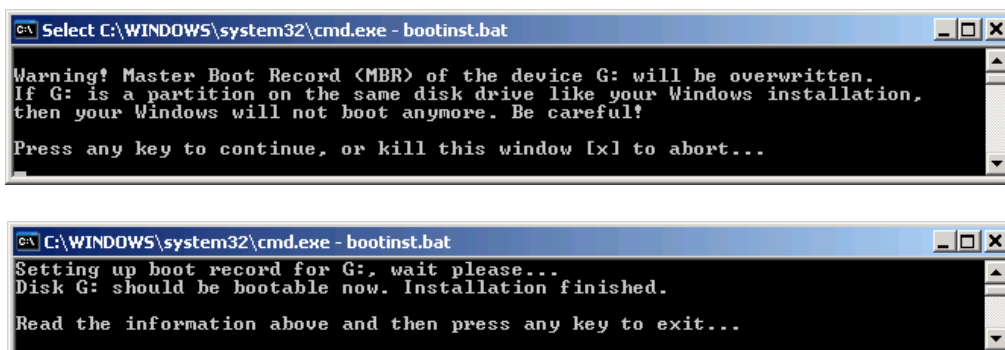 Select C:\WINDOWS\system32\cmd.exe - bootinst.bat
Warning! Master Boot Record (MBR) of the device G: will be overwritten.
If G: is a partition on the same disk drive like your Windows installation,
then your Windows will not boot anymore. Be careful!
Press any key to continue, or kill this window [x] to abort...
C:\WINDOWS\system32\cmd.exe - bootinst.bat
Setting up boot record for G:, wait please...
Disk G: should be bootable now. Installation finished.
Read the information above and then press any key to exit...